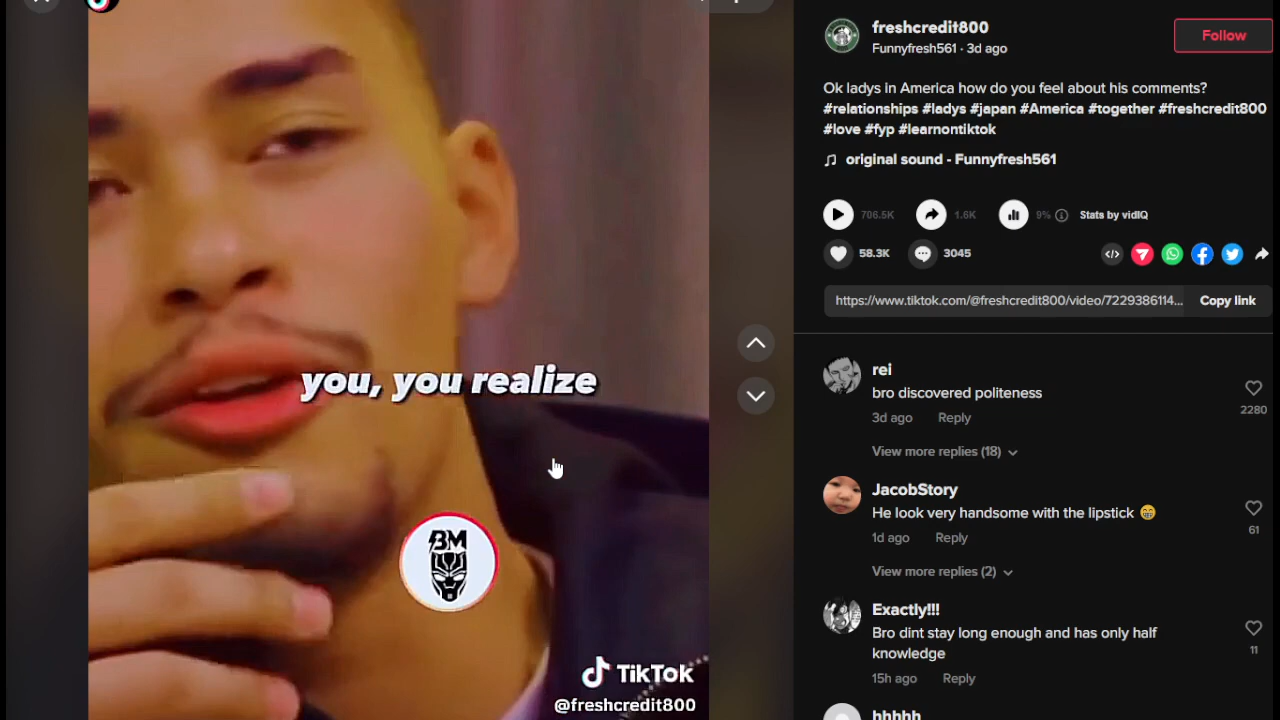 you, you realize
BM
TikTok
@freshcredit800
freshcredit800
Funnyfresh561 · 3d ago
Follow
Ok ladys in America how do you feel about his comments?
#relationships #ladys #japan #America #together #freshcredit800
#love #fyp #learnontiktok
original sound - Funnyfresh561
706.5K 1.6K 9% Stats by vidIQ
58.3K 3045
https://www.tiktok.com/@freshcredit800/video/7229386114... Copy link
rei
bro discovered politeness
2280
3d ago Reply
View more replies (18)
JacobStory
He look very handsome with the lipstick 😁
61
1d ago Reply
View more replies (2)
Exactly!!!
Bro dint stay long enough and has only half
knowledge
11
15h ago Reply
hhhhh